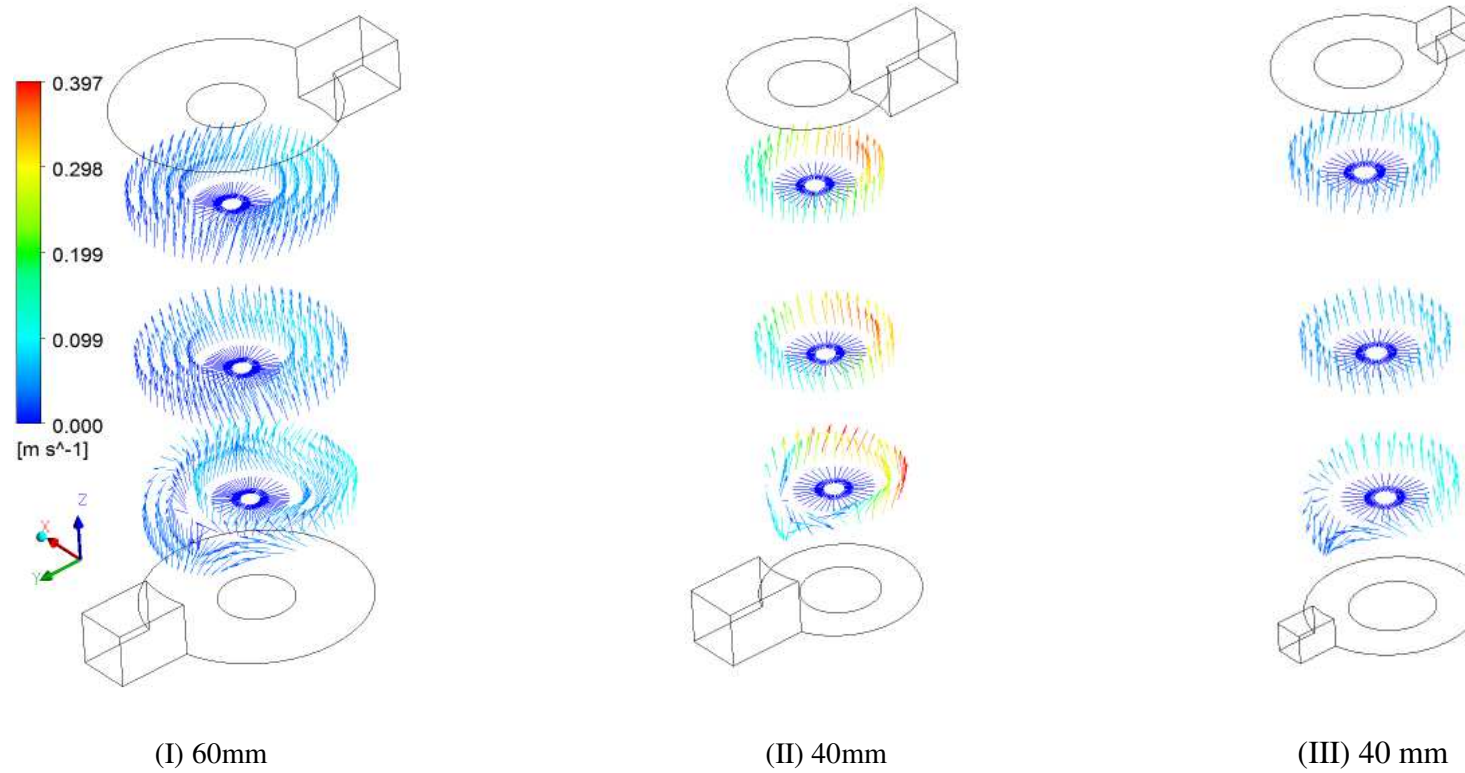 0.397
0.298
0.199
0.099
0.000
[m s^-1]
Z
X
Y
(I) 60mm
(II) 40mm
(III) 40 mm